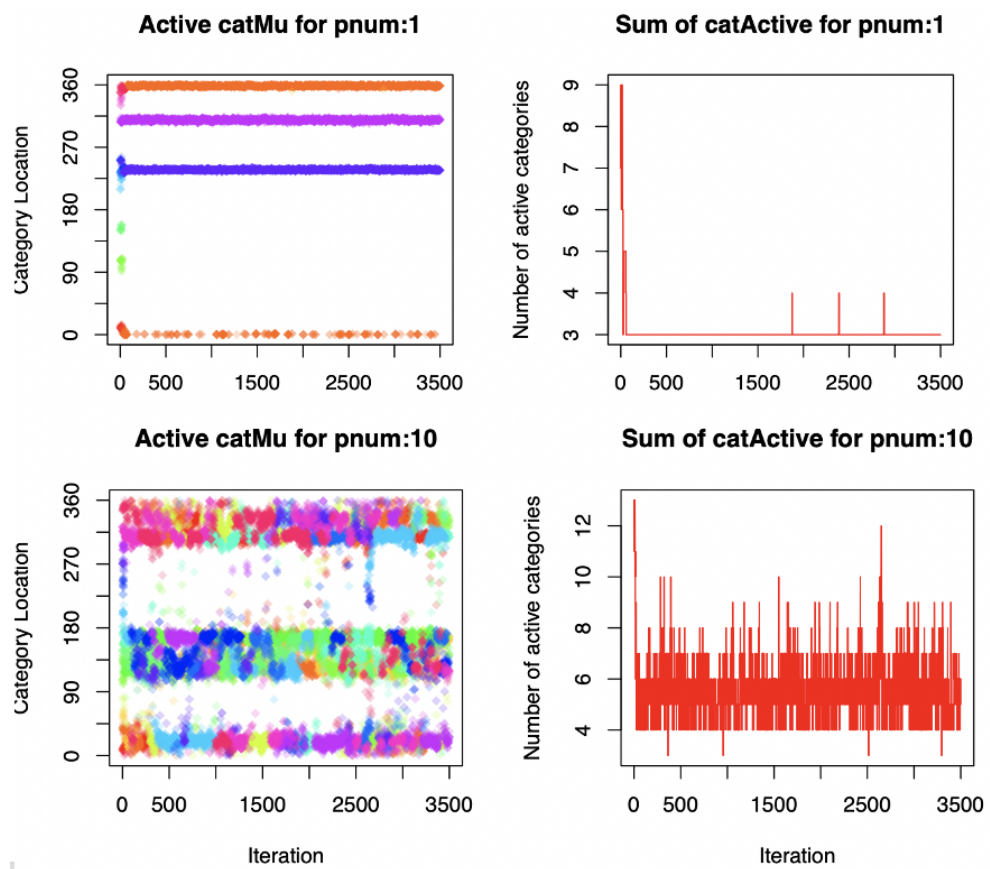 Active catMu for pnum:1
Category Location
0 90 180 270 360
0 500 1500 2500 3500
Sum of catActive for pnum:1
Number of active categories
3 4 5 6 7 8 9
0 500 1500 2500 3500
Active catMu for pnum:10
Category Location
0 90 180 270 360
0 500 1500 2500 3500
Iteration
Sum of catActive for pnum:10
Number of active categories
4 6 8 10 12
0 500 1500 2500 3500
Iteration